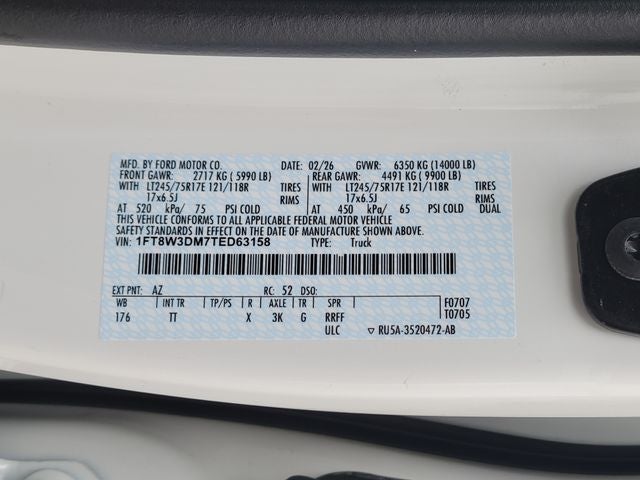 MFD. BY FORD MOTOR CO. DATE: 02/26 GVWR: 6350 KG (14000 LB)
FRONT GAWR: 2717 KG ( 5990 LB) REAR GAWR: 4491 KG ( 9900 LB)
WITH LT245/75R17E 121/118R TIRES WITH LT245/75R17E 121/118R TIRES
17x6.5J RIMS 17x6.5J RIMS
AT 520 kPa/ 75 PSI COLD AT 450 kPa/ 65 PSI COLD DUAL
THIS VEHICLE CONFORMS TO ALL APPLICABLE FEDERAL MOTOR VEHICLE
SAFETY STANDARDS IN EFFECT ON THE DATE OF MANUFACTURE SHOWN ABOVE.
VIN: 1FT8W3DM7TED63158 TYPE: Truck
EXT PNT: AZ RC: 52 DSO:
WB INT TR TP/PS R AXLE TR SPR F0707
176 TT X 3K G RRFF T0705
ULC RU5A-3520472-AB